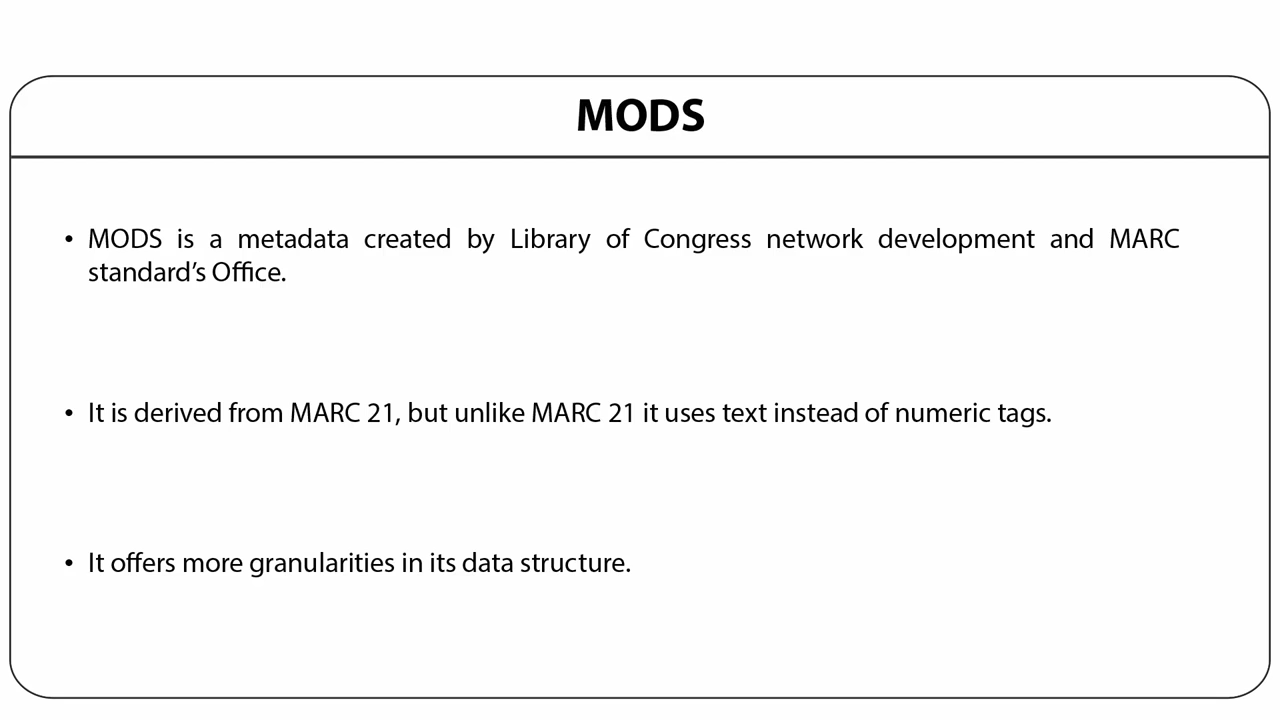 MODS
• MODS is a metadata created by Library of Congress network development and MARC
standard’s Office.
• It is derived from MARC 21, but unlike MARC 21 it uses text instead of numeric tags.
• It offers more granularities in its data structure.